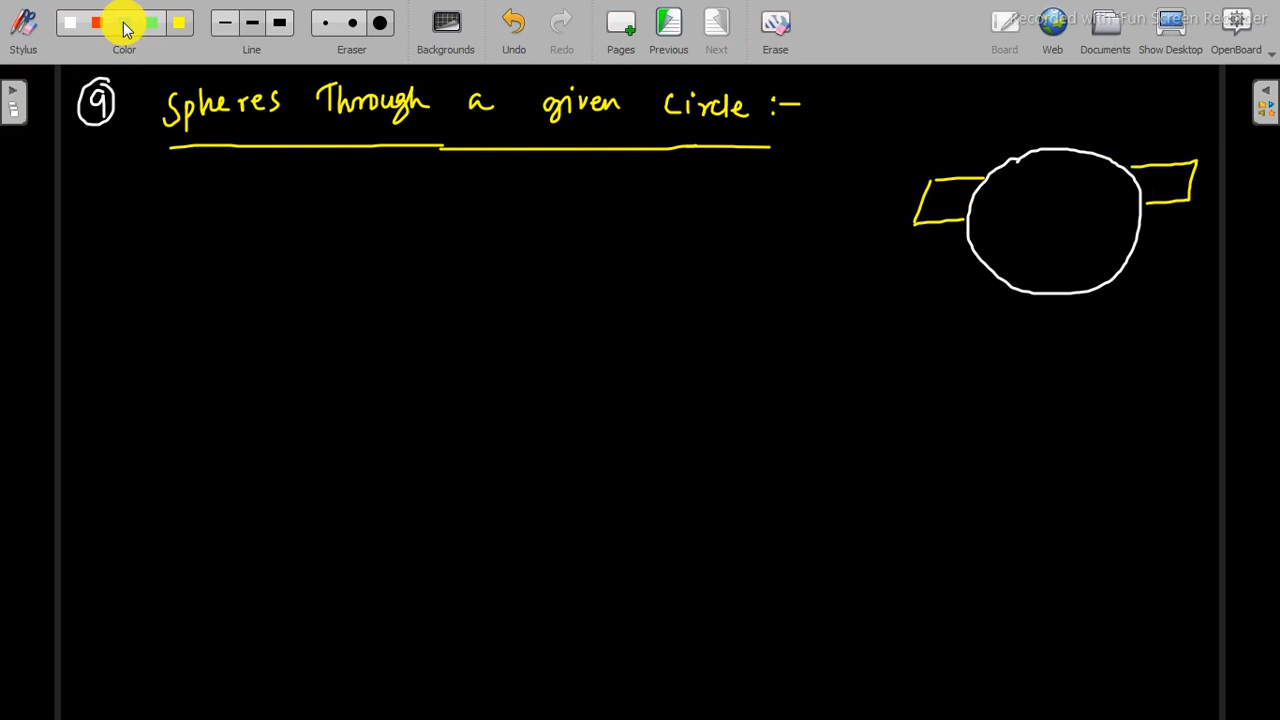 Recorded with Fun Screen Recorder
Stylus Color Line Eraser Backgrounds Undo Redo Pages Previous Next Erase Board Web Documents Show Desktop OpenBoard
9 Spheres Through a given Circle :-